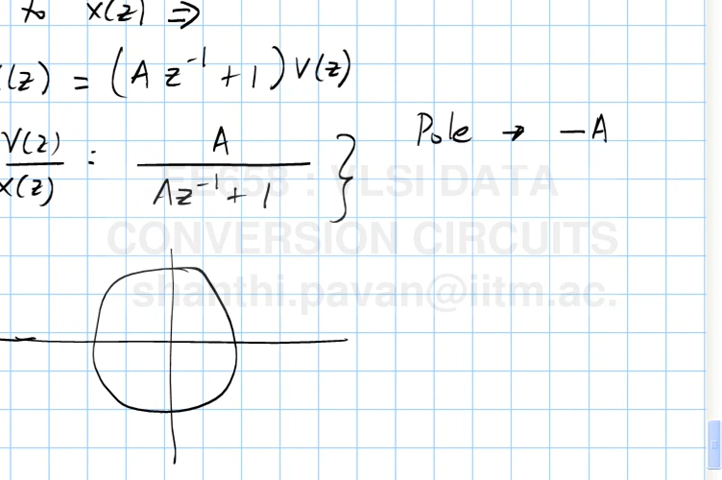 to X(z) ⇒
(z) = (A z⁻¹ + 1) V(z)
V(z)/X(z) : A/(Az⁻¹ + 1) } Pole → -A
EE658 : VLSI DATA
CONVERSION CIRCUITS
shanthi.pavan@iitm.ac.